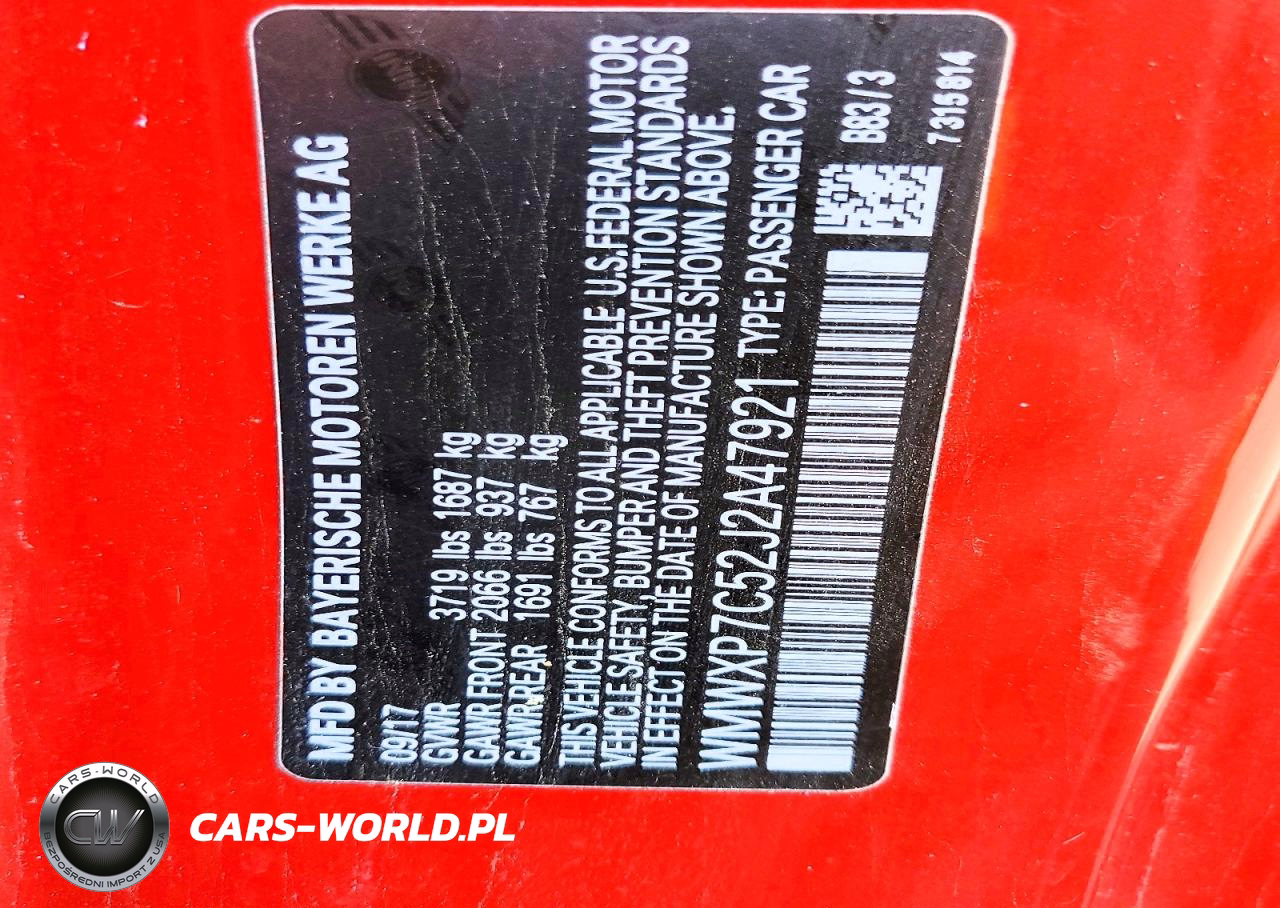 MFD BY BAYERISCHE MOTOREN WERKE AG
09/17
GVWR 3719 lbs 1687 kg
GAWR FRONT 2066 lbs 937 kg
GAWR REAR 1691 lbs 767 kg
THIS VEHICLE CONFORMS TO ALL APPLICABLE U.S. FEDERAL MOTOR
VEHICLE SAFETY, BUMPER AND THEFT PREVENTION STANDARDS
IN EFFECT ON THE DATE OF MANUFACTURE SHOWN ABOVE.
WMWXP7C52J2A47921 TYPE: PASSENGER CAR
B83/3
7315814
CARS-WORLD
CW
BEZPOŚREDNI IMPORT Z USA
CARS-WORLD.PL